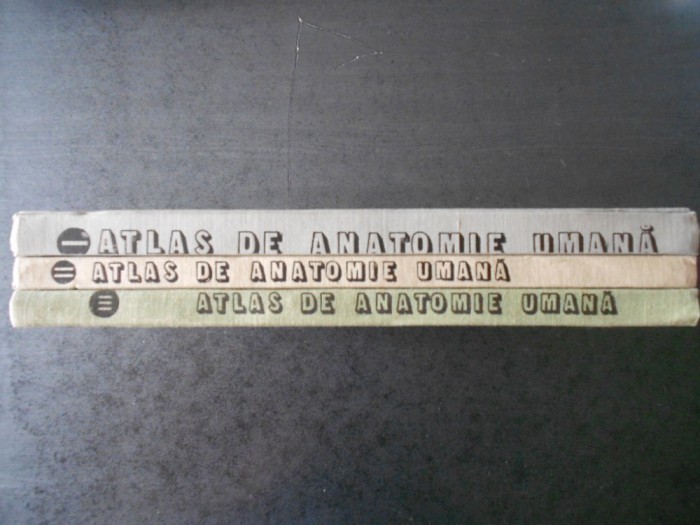 I ATLAS DE ANATOMIE UMANĂ
II ATLAS DE ANATOMIE UMANĂ
III ATLAS DE ANATOMIE UMANĂ